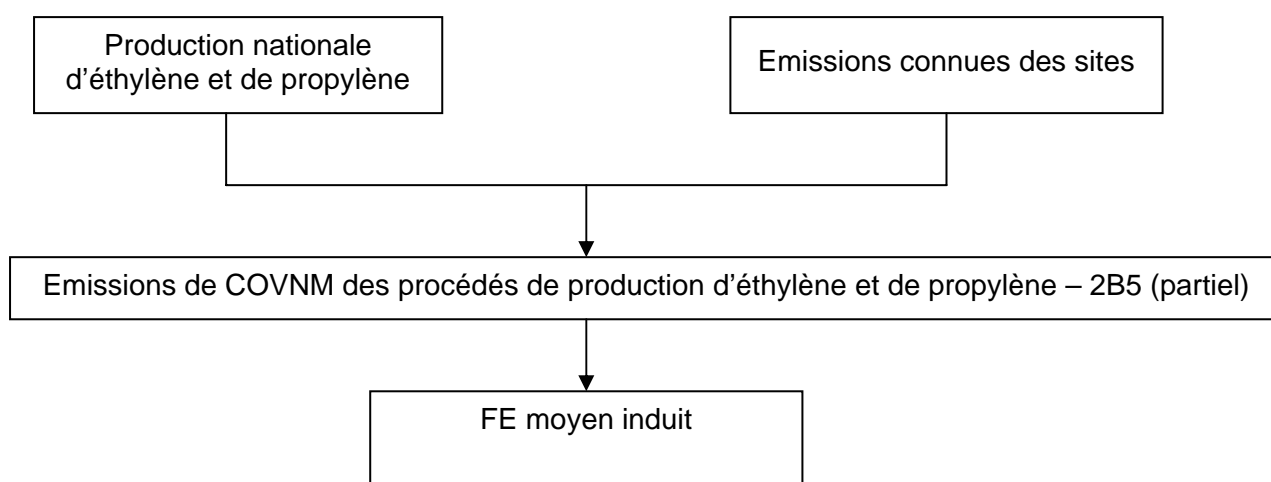 Production nationale
d'éthylène et de propylène
Emissions connues des sites
Emissions de COVNM des procédés de production d'éthylène et de propylène – 2B5 (partiel)
FE moyen induit